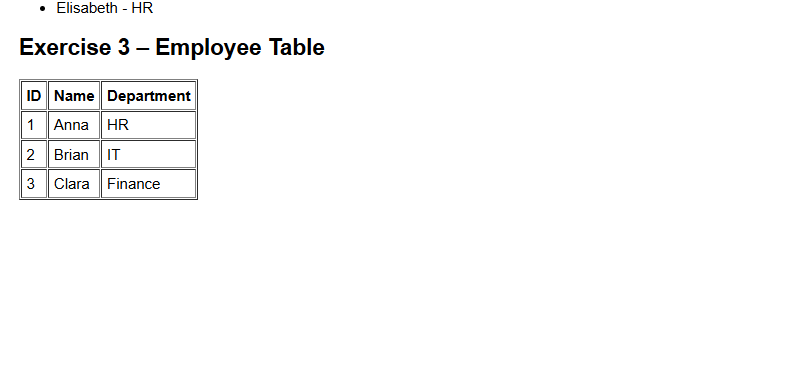 Elisabeth - HR
Exercise 3 – Employee Table
ID Name Department
1 Anna HR
2 Brian IT
3 Clara Finance